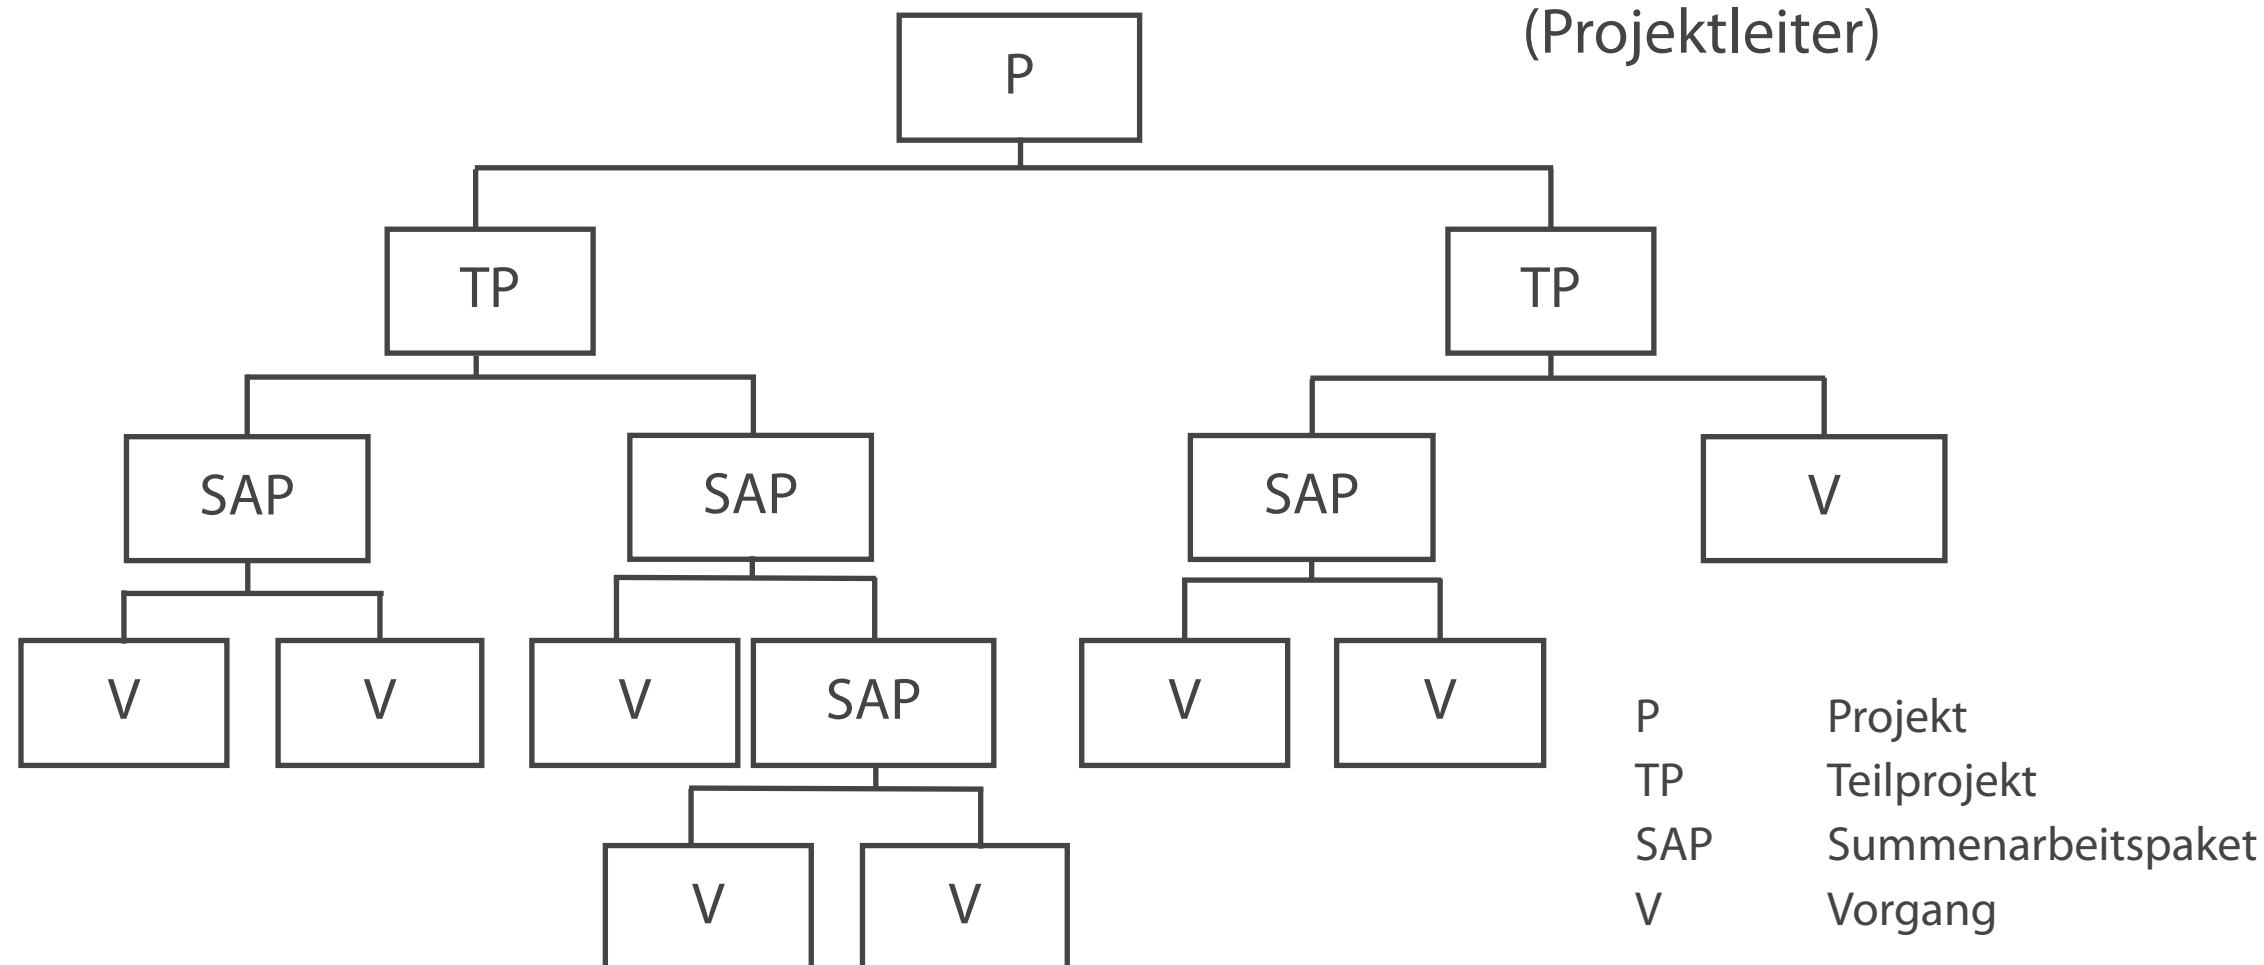 (Projektleiter)
P
TP
TP
SAP
SAP
SAP
V
V
V
V
SAP
V
V
V
V
P Projekt
TP Teilprojekt
SAP Summenarbeitspaket
V Vorgang